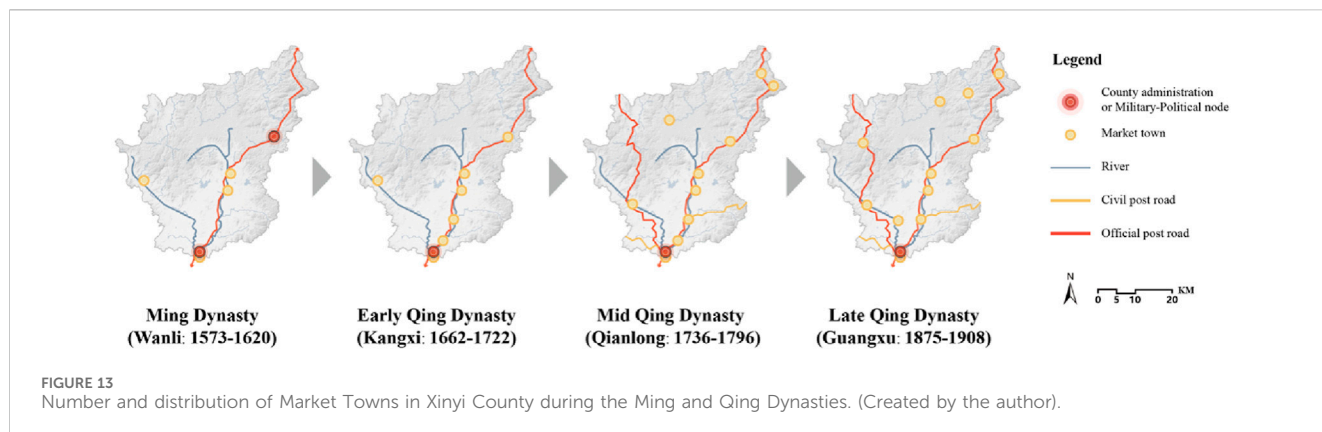 Legend
County administration
or Military-Political node
Market town
River
Civil post road
Official post road
N
0 5 10 20 KM
Ming Dynasty
(Wanli: 1573-1620)
Early Qing Dynasty
(Kangxi: 1662-1722)
Mid Qing Dynasty
(Qianlong: 1736-1796)
Late Qing Dynasty
(Guangxu: 1875-1908)
FIGURE 13
Number and distribution of Market Towns in Xinyi County during the Ming and Qing Dynasties. (Created by the author).